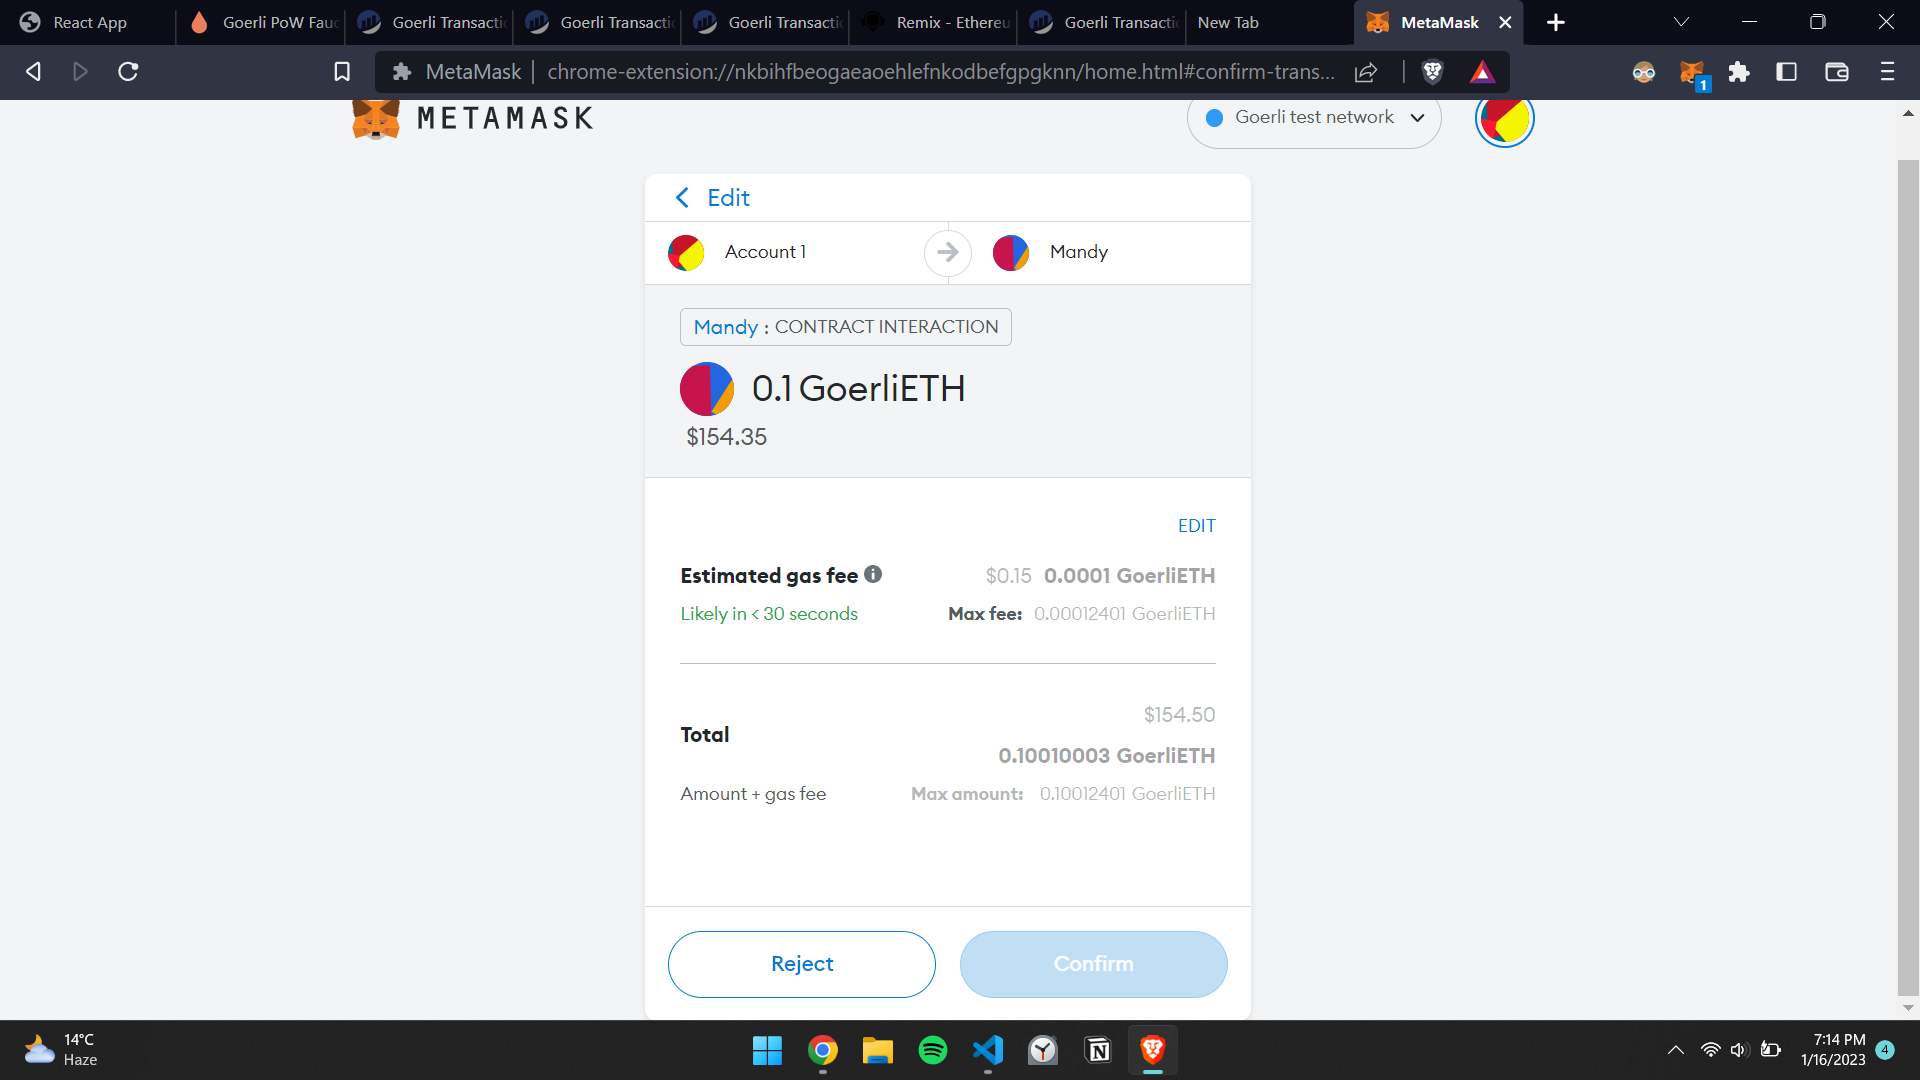 React App
Goerli PoW Fau
Goerli Transacti
Goerli Transacti
Goerli Transacti
Remix - Ethereu
Goerli Transacti
New Tab
MetaMask
MetaMask
chrome-extension://nkbihfbeogaeaoehlefnkodbefgpgknn/home.html#confirm-trans...
1
METAMASK
Goerli test network
Edit
Account 1
Mandy
Mandy : CONTRACT INTERACTION
0.1 GoerliETH
$154.35
EDIT
Estimated gas fee
$0.15 0.0001 GoerliETH
Likely in < 30 seconds
Max fee: 0.00012401 GoerliETH
$154.50
Total
0.10010003 GoerliETH
Amount + gas fee
Max amount: 0.10012401 GoerliETH
Reject
Confirm
14°C
Haze
7:14 PM
1/16/2023
4